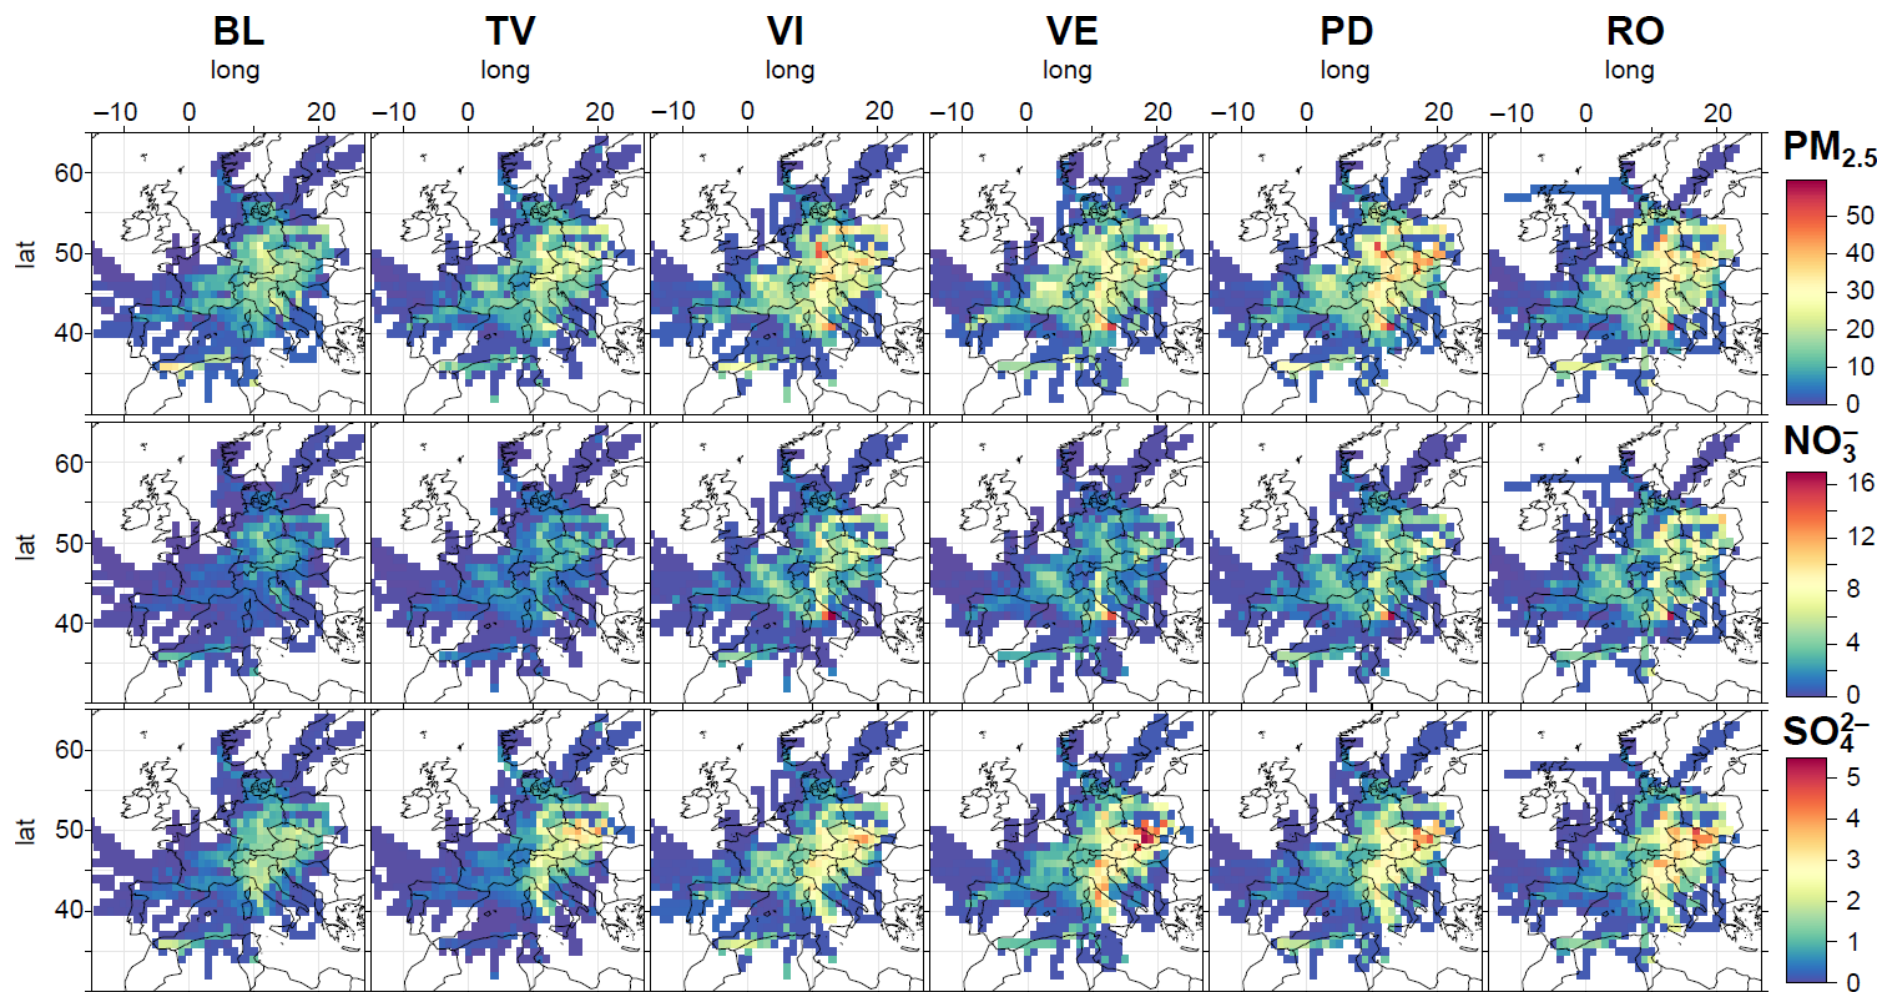 BL TV VI VE PD RO
long long long long long long
−10 0 20 −10 0 20 −10 0 20 −10 0 20 −10 0 20 −10 0 20
PM2.5
60
50
lat 50
40
40
30
20
10
0
NO3−
60
16
lat 50
12
8
40
4
0
SO42−
60
5
lat 50
4
3
40
2
1
0